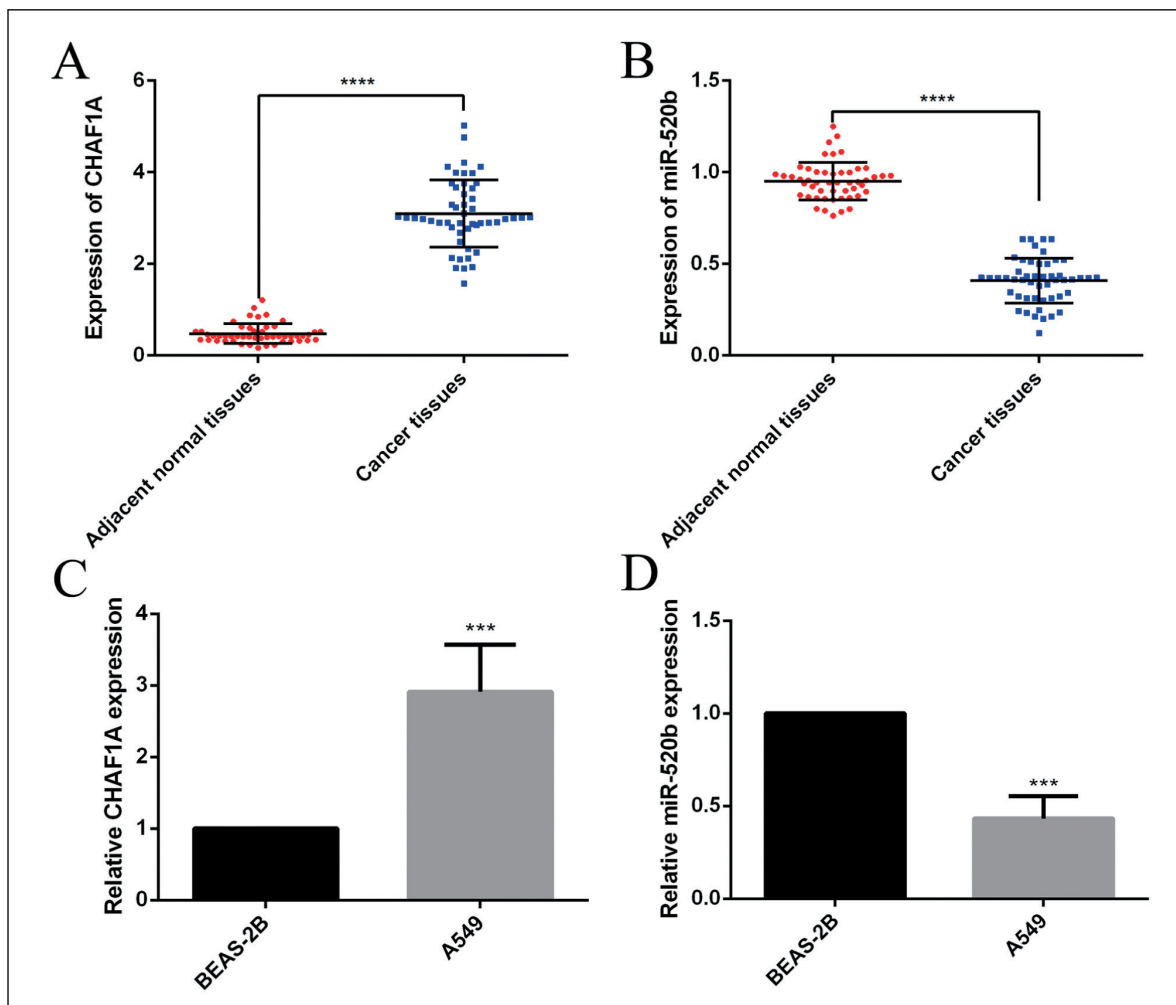 A
Expression of CHAF1A
6
4
2
0
****
Adjacent normal tissues
Cancer tissues
B
Expression of miR-520b
1.5
1.0
0.5
0.0
****
Adjacent normal tissues
Cancer tissues
C
Relative CHAF1A expression
4
3
2
1
0
***
BEAS-2B
A549
D
Relative miR-520b expression
1.5
1.0
0.5
0.0
***
BEAS-2B
A549